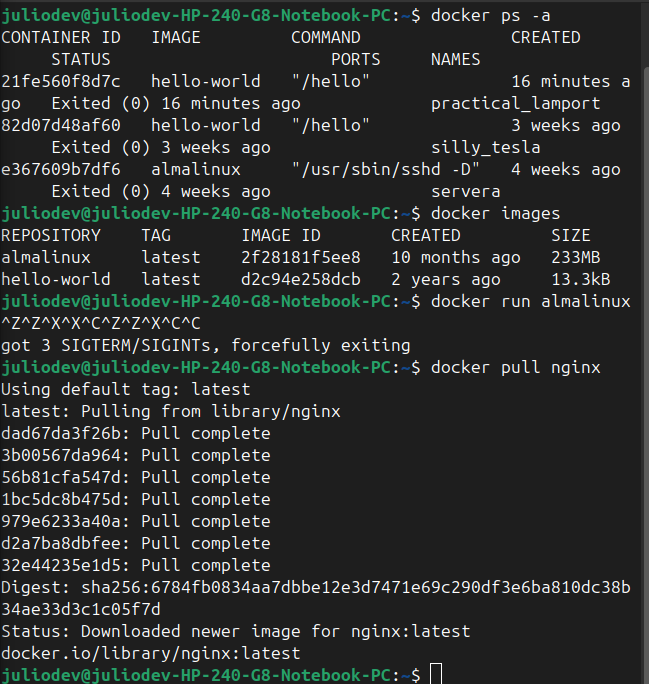 juliodev@juliodev-HP-240-G8-Notebook-PC:~$ docker ps -a
CONTAINER ID   IMAGE         COMMAND               CREATED
     STATUS                      PORTS     NAMES
21fe560f8d7c   hello-world   "/hello"              16 minutes a
go   Exited (0) 16 minutes ago             practical_lamport
82d07d48af60   hello-world   "/hello"              3 weeks ago
     Exited (0) 3 weeks ago                silly_tesla
e367609b7df6   almalinux     "/usr/sbin/sshd -D"   4 weeks ago
     Exited (0) 4 weeks ago                servera
juliodev@juliodev-HP-240-G8-Notebook-PC:~$ docker images
REPOSITORY    TAG       IMAGE ID       CREATED         SIZE
almalinux     latest    2f28181f5ee8   10 months ago   233MB
hello-world   latest    d2c94e258dcb   2 years ago     13.3kB
juliodev@juliodev-HP-240-G8-Notebook-PC:~$ docker run almalinux
^Z^Z^X^X^C^Z^Z^X^C^C
got 3 SIGTERM/SIGINTs, forcefully exiting
juliodev@juliodev-HP-240-G8-Notebook-PC:~$ docker pull nginx
Using default tag: latest
latest: Pulling from library/nginx
dad67da3f26b: Pull complete
3b00567da964: Pull complete
56b81cfa547d: Pull complete
1bc5dc8b475d: Pull complete
979e6233a40a: Pull complete
d2a7ba8dbfee: Pull complete
32e44235e1d5: Pull complete
Digest: sha256:6784fb0834aa7dbbe12e3d7471e69c290df3e6ba810dc38b
34ae33d3c1c05f7d
Status: Downloaded newer image for nginx:latest
docker.io/library/nginx:latest
juliodev@juliodev-HP-240-G8-Notebook-PC:~$